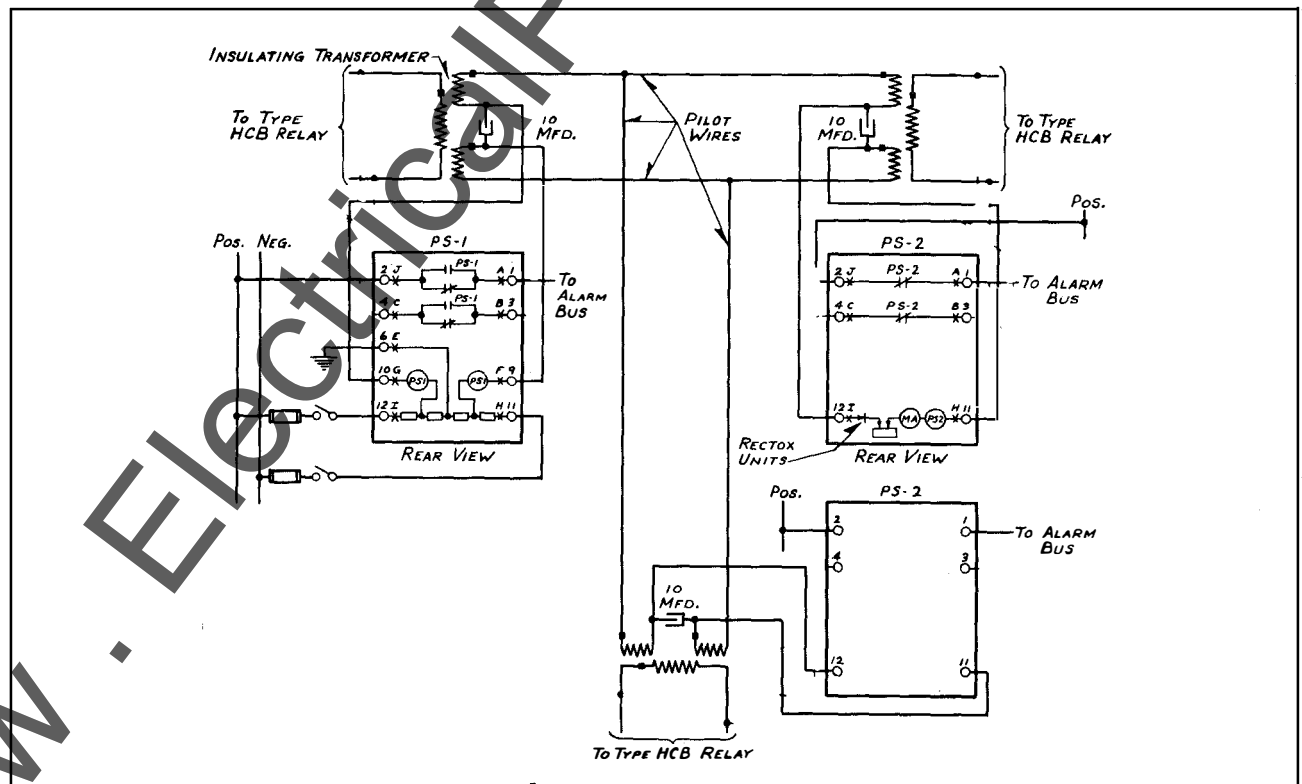 INSULATING TRANSFORMER
TO TYPE
HCB RELAY
10
MFD.
PILOT
WIRES
10
MFD.
TO TYPE
HCB RELAY
POS.
POS. NEG.
PS-1
PS-2
2 J
PS-1
A 1
TO
ALARM
BUS
4 C
PS-1
B 3
6 E
10 G
PS1
PS1
F 9
12 I
H 11
REAR VIEW
2 J
PS-2
A 1
TO ALARM
BUS
4 C
PS-2
B 3
12 I
MA
PS2
H 11
RECTOX
UNITS
REAR VIEW
POS.
PS-2
2
1
TO ALARM
BUS
4
3
10
MFD.
12
11
TO TYPE HCB RELAY
w . ElectricalP